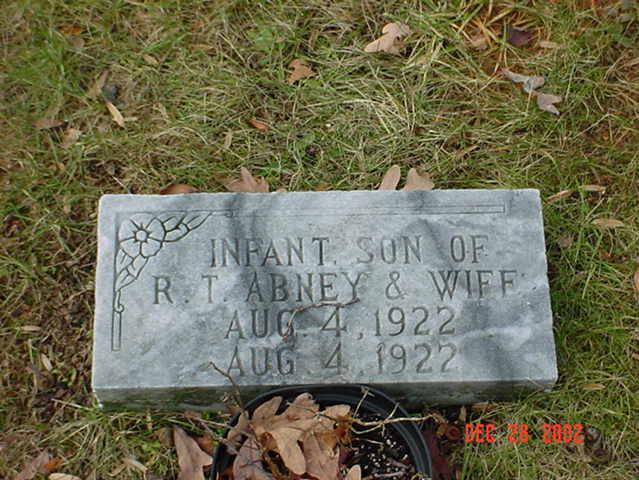 INFANT SON OF
R. T. ABNEY & WIFE
AUG. 4, 1922
AUG. 4, 1922
DEC 28 2002